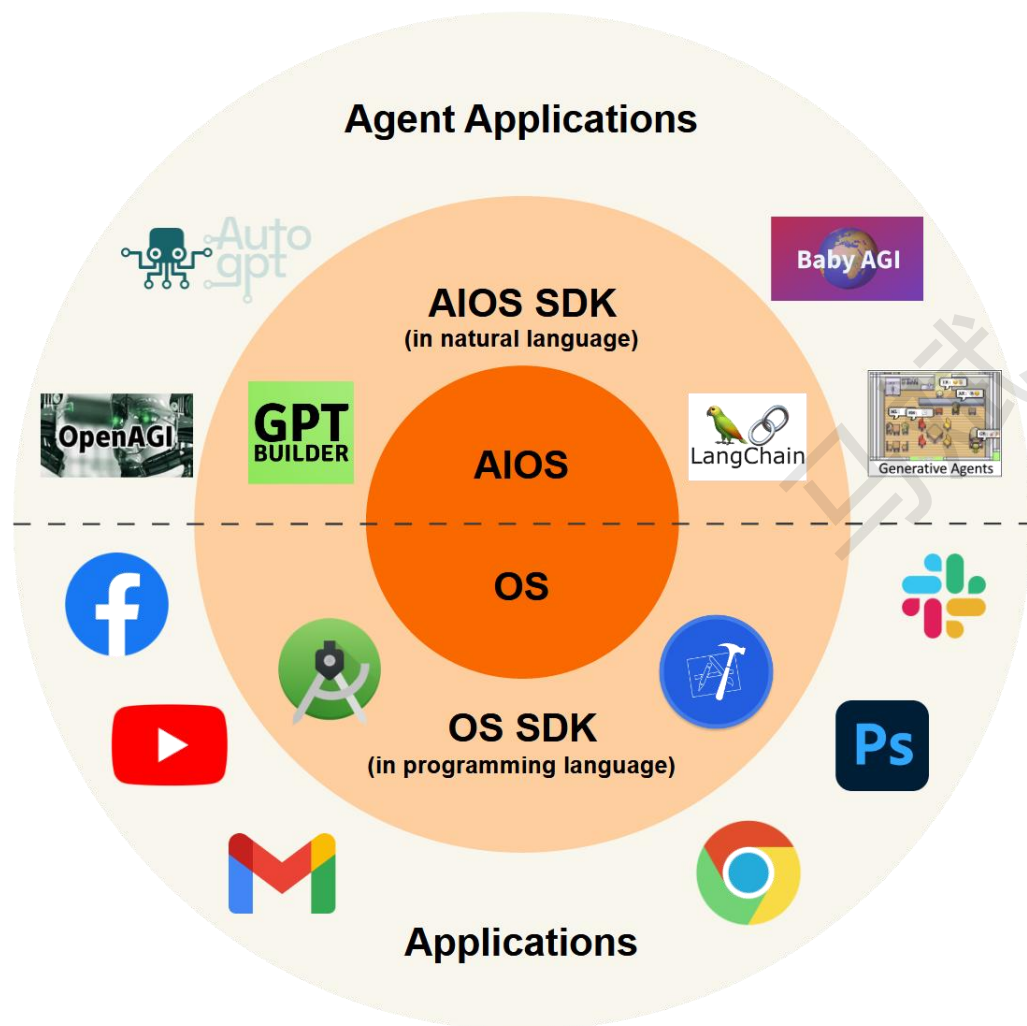 Agent Applications
Auto
gpt
Baby AGI
AIOS SDK
(in natural language)
OpenAGI
GPT
BUILDER
AIOS
LangChain
Generative Agents
OS
OS SDK
(in programming language)
Ps
Applications